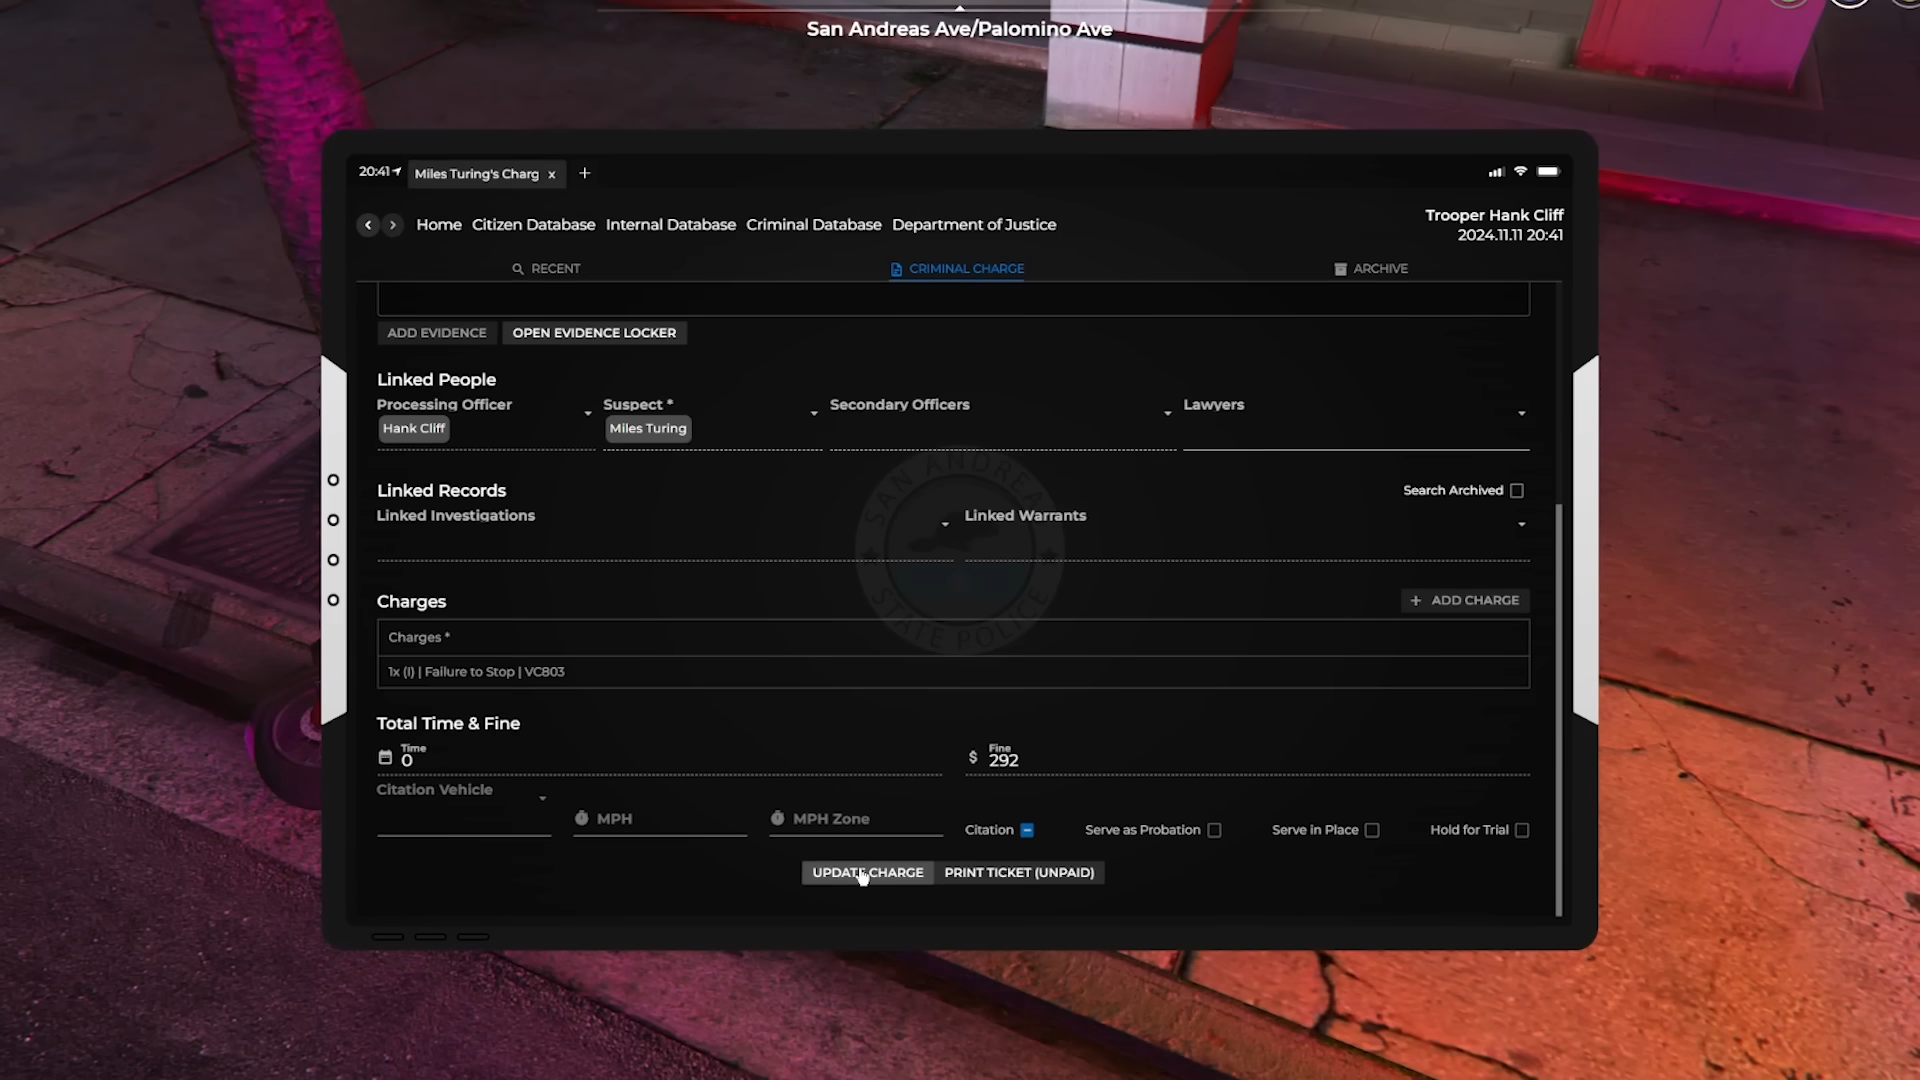 San Andreas Ave/Palomino Ave
20:41
Miles Turing's Charg x +
Home Citizen Database Internal Database Criminal Database Department of Justice
Trooper Hank Cliff
2024.11.11 20:41
RECENT
CRIMINAL CHARGE
ARCHIVE
ADD EVIDENCE
OPEN EVIDENCE LOCKER
Linked People
Processing Officer
Suspect *
Secondary Officers
Lawyers
Hank Cliff
Miles Turing
SAN ANDREAS
STATE POLICE
Linked Records
Search Archived
Linked Investigations
Linked Warrants
Charges
+ ADD CHARGE
Charges *
1x (I) | Failure to Stop | VC803
Total Time & Fine
Time
0
$ Fine
292
Citation Vehicle
MPH
MPH Zone
Citation
Serve as Probation
Serve in Place
Hold for Trial
UPDATE CHARGE
PRINT TICKET (UNPAID)